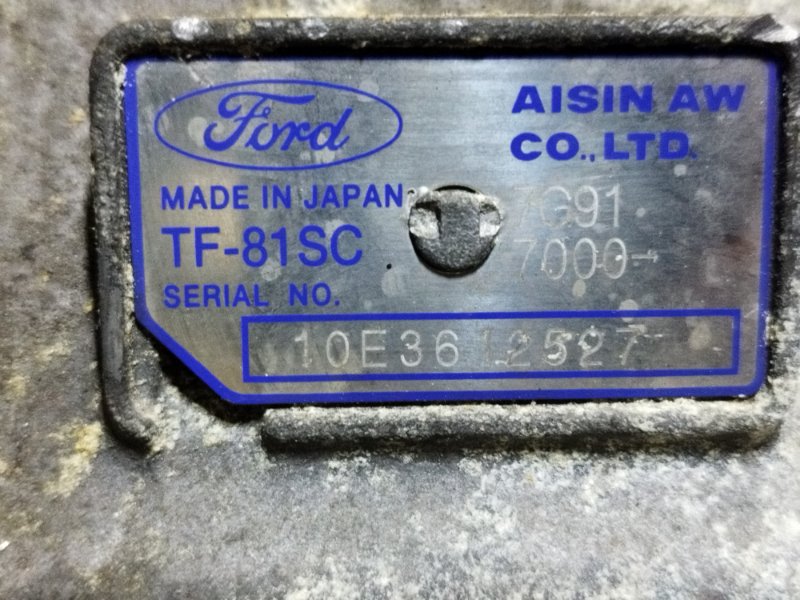 Ford
AISIN AW
CO.,LTD.
MADE IN JAPAN
7G91
TF-81SC
7000-
SERIAL NO.
10E3612527